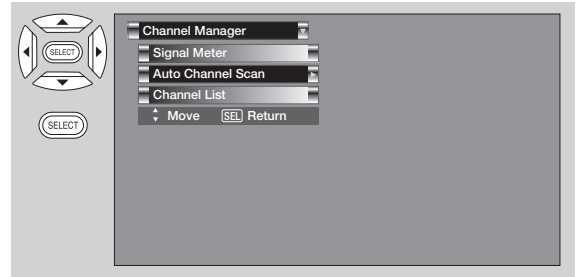 SELECT
SELECT
Channel Manager
Signal Meter
Auto Channel Scan
Channel List
Move SEL Return